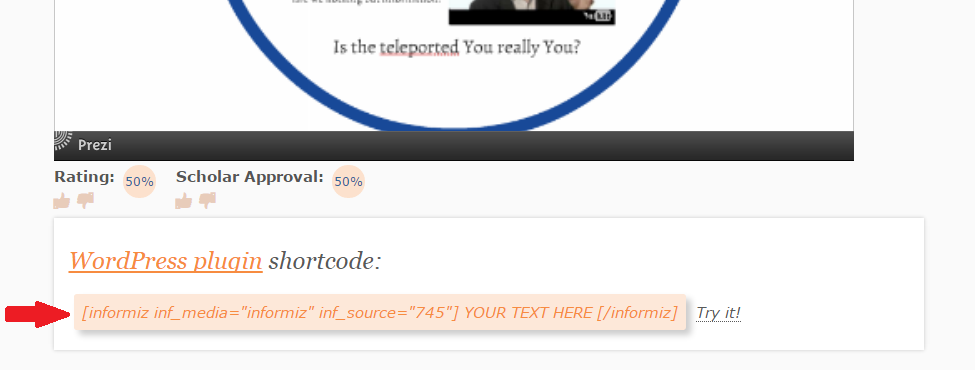 Is the teleported You really You?
Prezi
Rating: 50% Scholar Approval: 50%
WordPress plugin shortcode:
[informiz inf_media="informiz" inf_source="745"] YOUR TEXT HERE [/informiz] Try it!